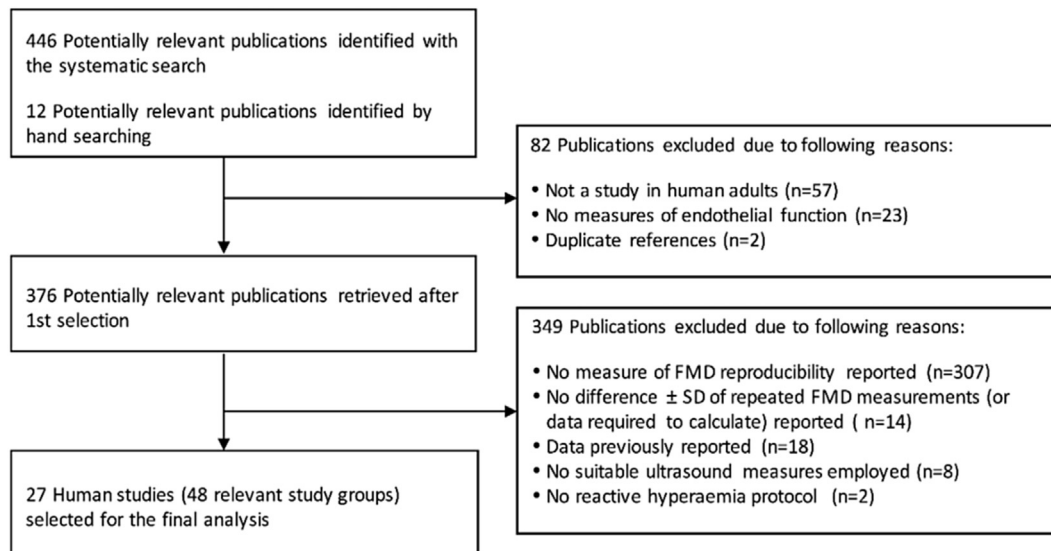 446 Potentially relevant publications identified with
the systematic search
12 Potentially relevant publications identified by
hand searching
82 Publications excluded due to following reasons:
• Not a study in human adults (n=57)
• No measures of endothelial function (n=23)
• Duplicate references (n=2)
376 Potentially relevant publications retrieved after
1st selection
349 Publications excluded due to following reasons:
• No measure of FMD reproducibility reported (n=307)
• No difference ± SD of repeated FMD measurements (or
data required to calculate) reported ( n=14)
• Data previously reported (n=18)
• No suitable ultrasound measures employed (n=8)
• No reactive hyperaemia protocol (n=2)
27 Human studies (48 relevant study groups)
selected for the final analysis